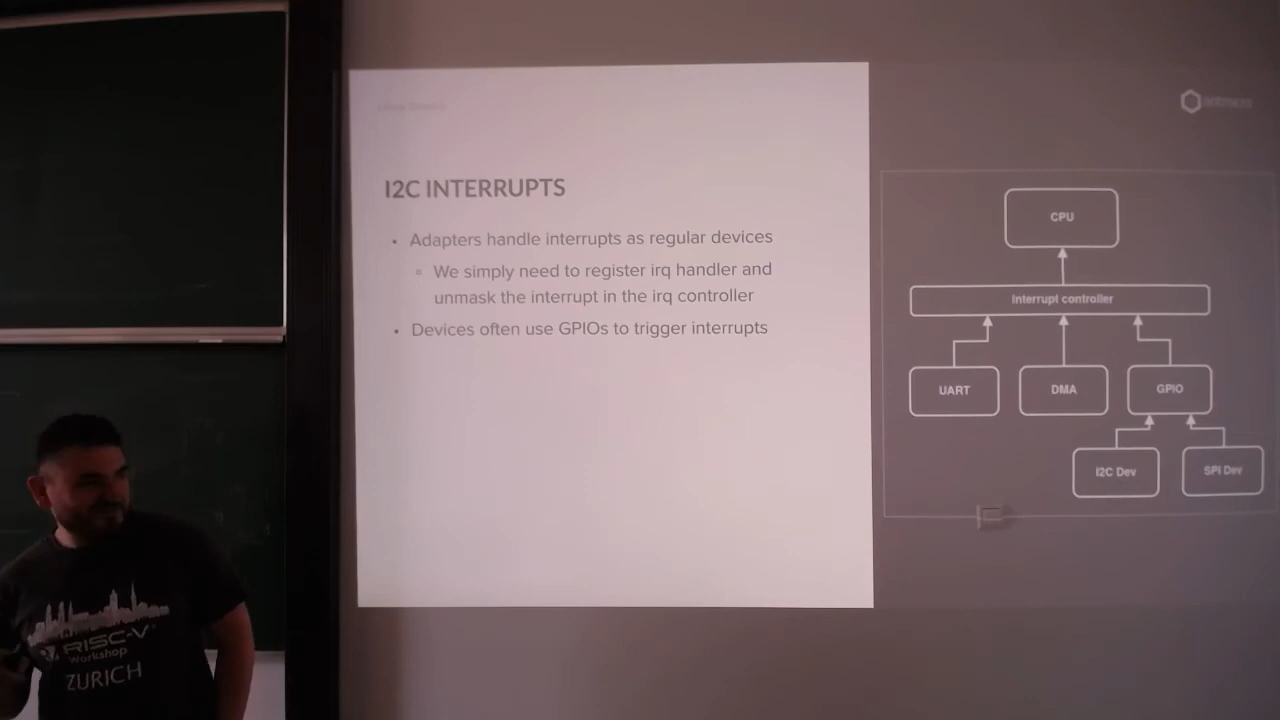 I2C INTERRUPTS
• Adapters handle interrupts as regular devices
We simply need to register irq handler and
unmask the interrupt in the irq controller
• Devices often use GPIOs to trigger interrupts
CPU
Interrupt controller
UART
DMA
GPIO
I2C Dev
SPI Dev
RISC-V
Workshop
ZURICH